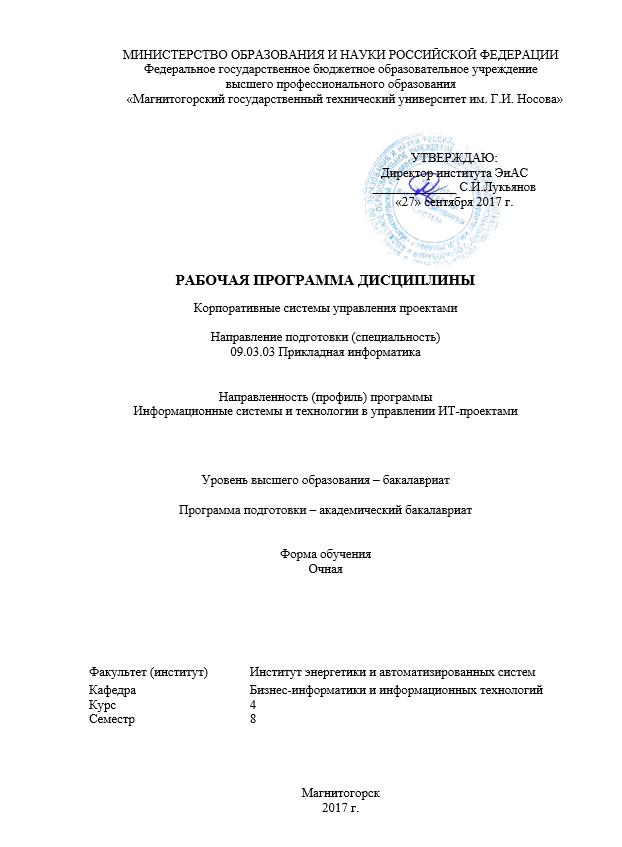 МИНИСТЕРСТВО ОБРАЗОВАНИЯ И НАУКИ РОССИЙСКОЙ ФЕДЕРАЦИИ
Федеральное государственное бюджетное образовательное учреждение
высшего профессионального образования
«Магнитогорский государственный технический университет им. Г.И. Носова»
УТВЕРЖДАЮ:
Директор института ЭиАС
С.И.Лукьянов
«27» сентября 2017 г.
РАБОЧАЯ ПРОГРАММА ДИСЦИПЛИНЫ
Корпоративные системы управления проектами
Направление подготовки (специальность)
09.03.03 Прикладная информатика
Направленность (профиль) программы
Информационные системы и технологии в управлении ИТ-проектами
Уровень высшего образования – бакалавриат
Программа подготовки – академический бакалавриат
Форма обучения
Очная
Факультет (институт) Институт энергетики и автоматизированных систем
Кафедра Бизнес-информатики и информационных технологий
Курс 4
Семестр 8
Магнитогорск
2017 г.